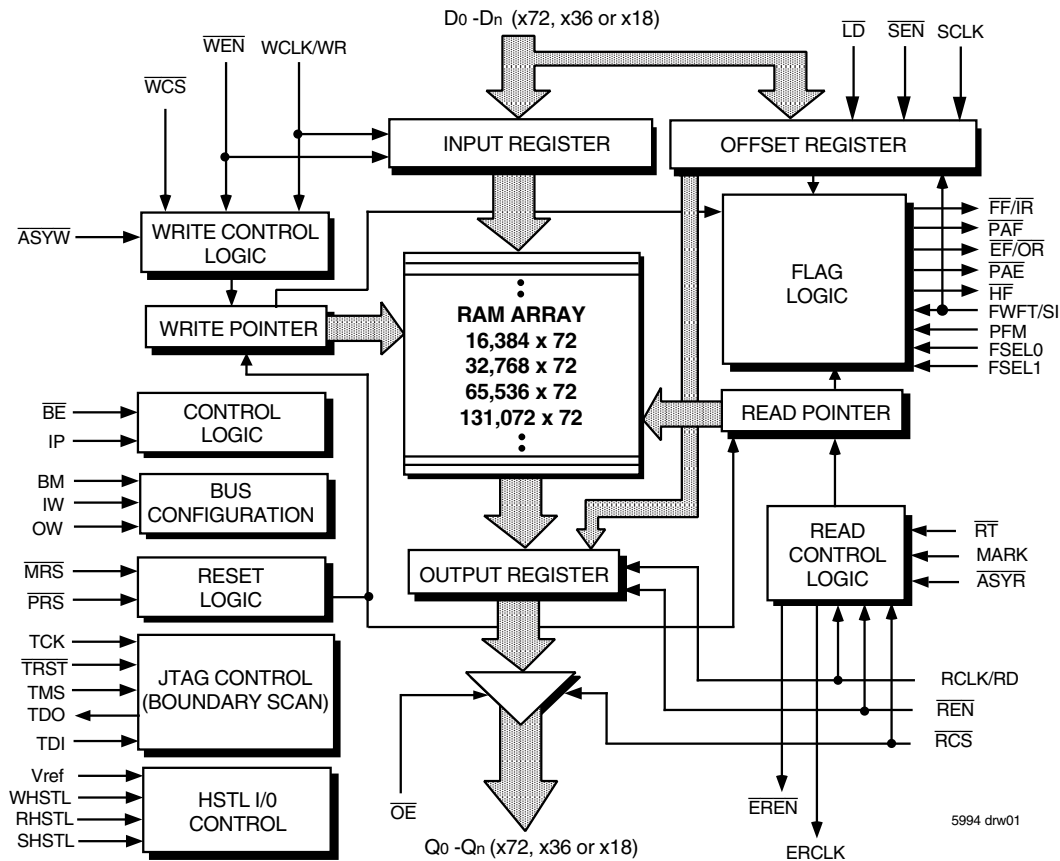 D0 -Dn (x72, x36 or x18)
WEN
WCLK/WR
LD
SEN
SCLK
WCS
INPUT REGISTER
OFFSET REGISTER
ASYW
WRITE CONTROL
LOGIC
FLAG
LOGIC
FF/IR
PAF
EF/OR
PAE
HF
FWFT/SI
PFM
FSEL0
FSEL1
WRITE POINTER
RAM ARRAY
16,384 x 72
32,768 x 72
65,536 x 72
131,072 x 72
READ POINTER
BE
IP
CONTROL
LOGIC
BM
IW
OW
BUS
CONFIGURATION
READ
CONTROL
LOGIC
RT
MARK
ASYR
MRS
PRS
RESET
LOGIC
OUTPUT REGISTER
TCK
TRST
TMS
TDO
TDI
JTAG CONTROL
(BOUNDARY SCAN)
RCLK/RD
REN
RCS
Vref
WHSTL
RHSTL
SHSTL
HSTL I/0
CONTROL
OE
EREN
ERCLK
5994 drw01
Q0 -Qn (x72, x36 or x18)